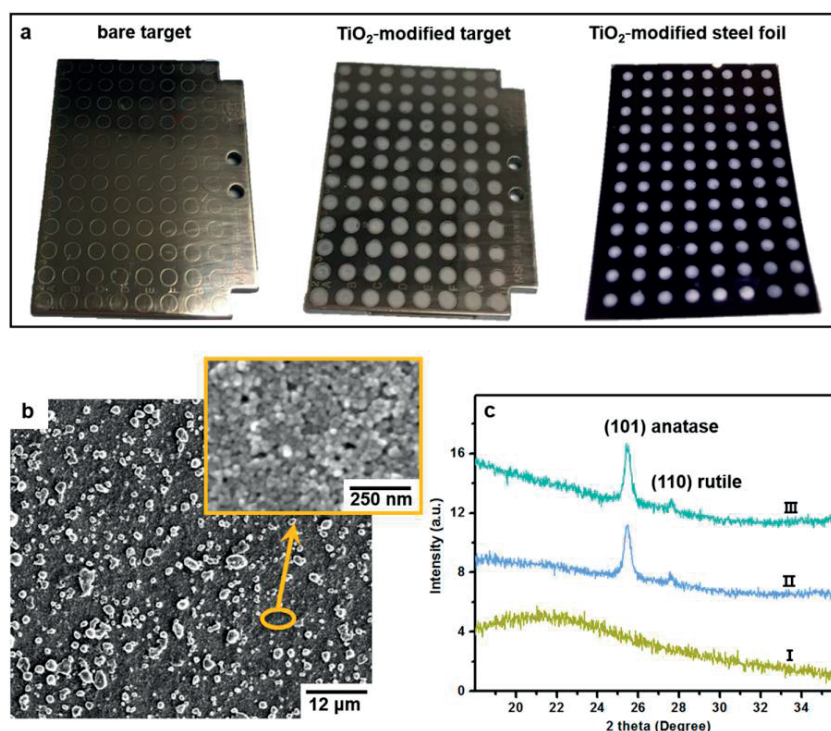 a
bare target
TiO₂-modified target
TiO₂-modified steel foil
A
B
C
D
E
F
G
b
250 nm
12 µm
c
(101) anatase
(110) rutile
III
II
I
Intensity (a.u.)
16
12
8
4
0
20 22 24 26 28 30 32 34
2 theta (Degree)